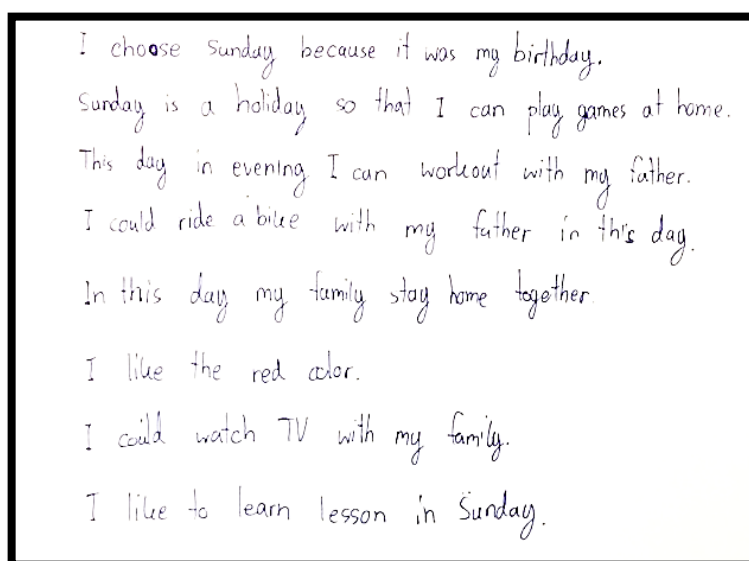 I choose Sunday because it was my birthday.
Sunday is a holiday so that I can play games at home.
This day in evening I can workout with my father.
I could ride a bike with my father in this day.
In this day my family stay home together.
I like the red color.
I could watch TV with my family.
I like to learn lesson in Sunday.